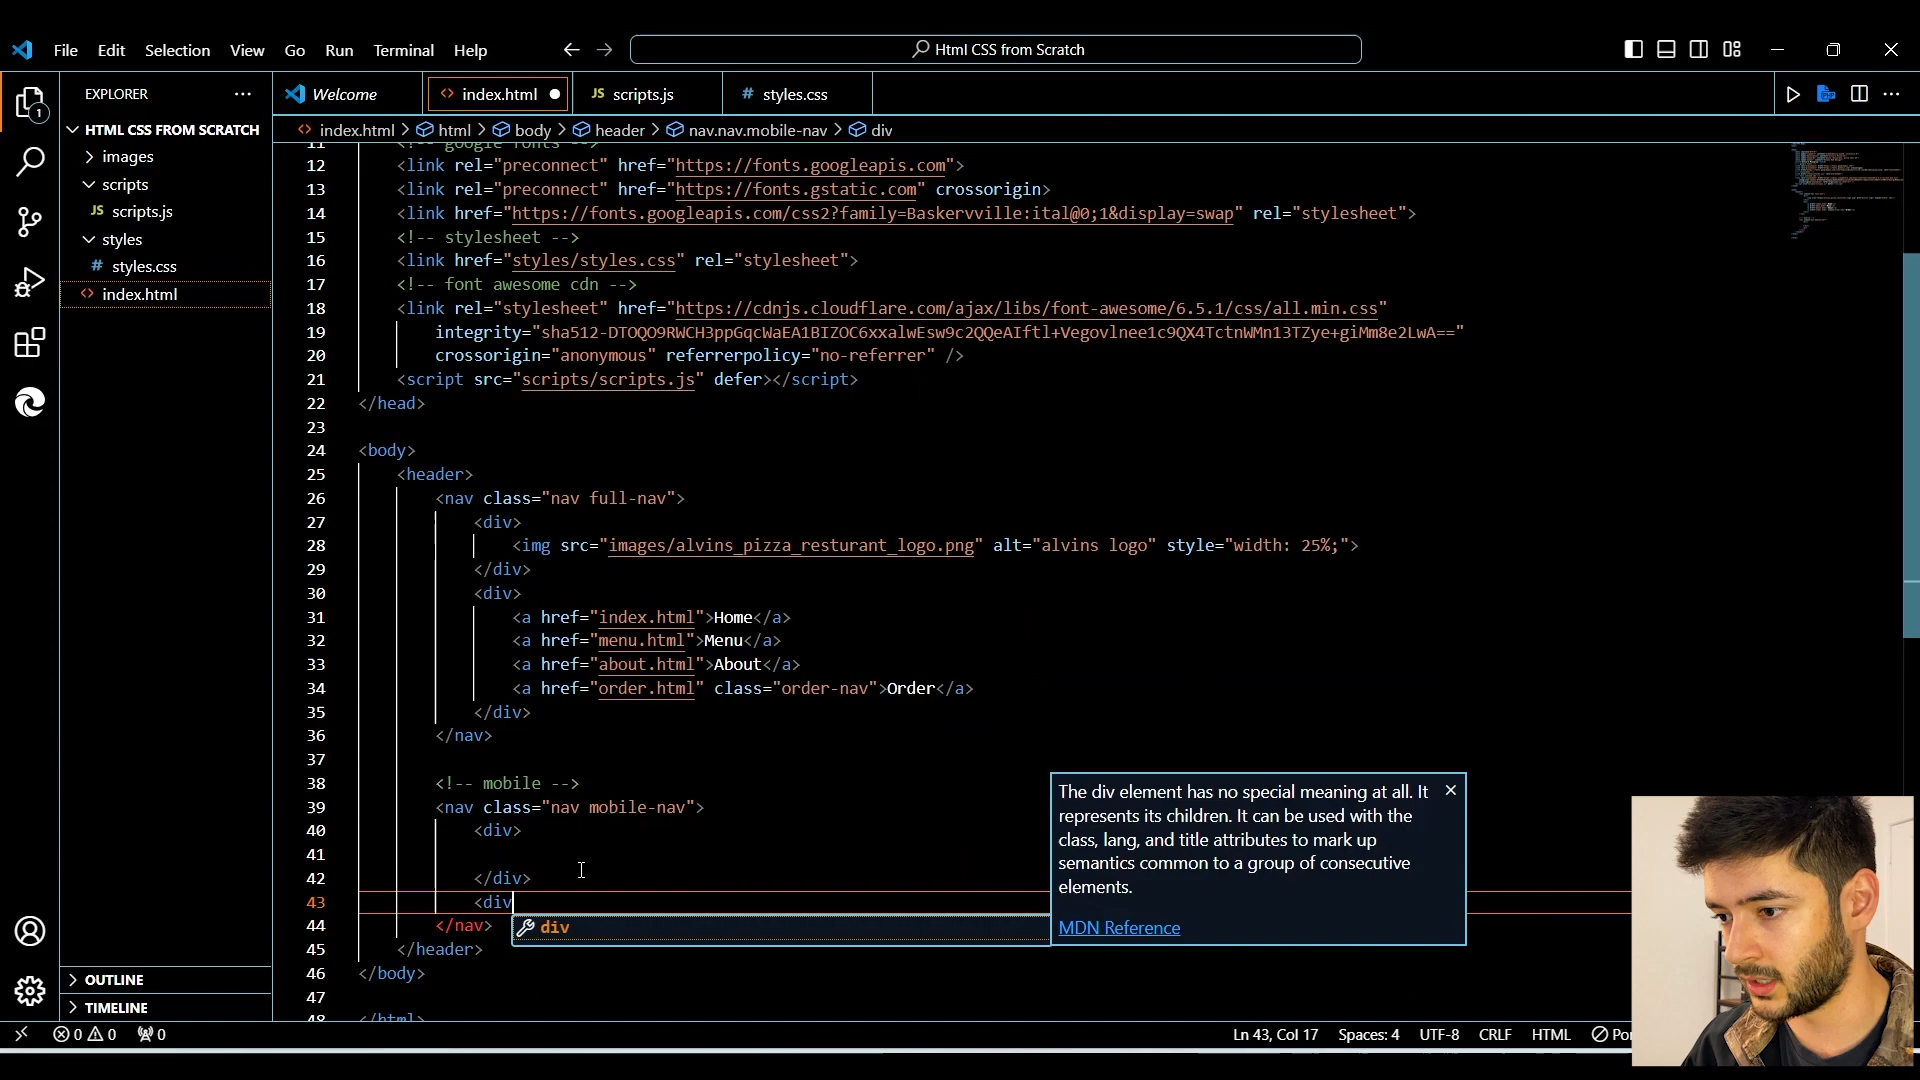 File Edit Selection View Go Run Terminal Help
Html CSS from Scratch
EXPLORER
Welcome
index.html
JS scripts.js
# styles.css
HTML CSS FROM SCRATCH
images
scripts
JS scripts.js
styles
# styles.css
index.html
OUTLINE
TIMELINE
1
index.html > html > body > header > nav.nav.mobile-nav > div
11 <!-- google fonts -->
12 <link rel="preconnect" href="https://fonts.googleapis.com">
13 <link rel="preconnect" href="https://fonts.gstatic.com" crossorigin>
14 <link href="https://fonts.googleapis.com/css2?family=Baskervville:ital@0;1&display=swap" rel="stylesheet">
15 <!-- stylesheet -->
16 <link href="styles/styles.css" rel="stylesheet">
17 <!-- font awesome cdn -->
18 <link rel="stylesheet" href="https://cdnjs.cloudflare.com/ajax/libs/font-awesome/6.5.1/css/all.min.css"
19 integrity="sha512-DTOQO9RWCH3ppGqcWaEA1BIZOC6xxalwEsw9c2QQeAIftl+Vegovlnee1c9QX4TctnWMn13TZye+giMm8e2LwA=="
20 crossorigin="anonymous" referrerpolicy="no-referrer" />
21 <script src="scripts/scripts.js" defer></script>
22 </head>
23
24 <body>
25 <header>
26 <nav class="nav full-nav">
27 <div>
28 <img src="images/alvins_pizza_resturant_logo.png" alt="alvins logo" style="width: 25%;">
29 </div>
30 <div>
31 <a href="index.html">Home</a>
32 <a href="menu.html">Menu</a>
33 <a href="about.html">About</a>
34 <a href="order.html" class="order-nav">Order</a>
35 </div>
36 </nav>
37
38 <!-- mobile -->
39 <nav class="nav mobile-nav">
40 <div>
41
42 </div>
43 <div
44 </nav>
45 </header>
46 </body>
47
48 </html>
div
The div element has no special meaning at all. It
represents its children. It can be used with the
class, lang, and title attributes to mark up
semantics common to a group of consecutive
elements.
MDN Reference
0 0 0
Ln 43, Col 17 Spaces: 4 UTF-8 CRLF HTML